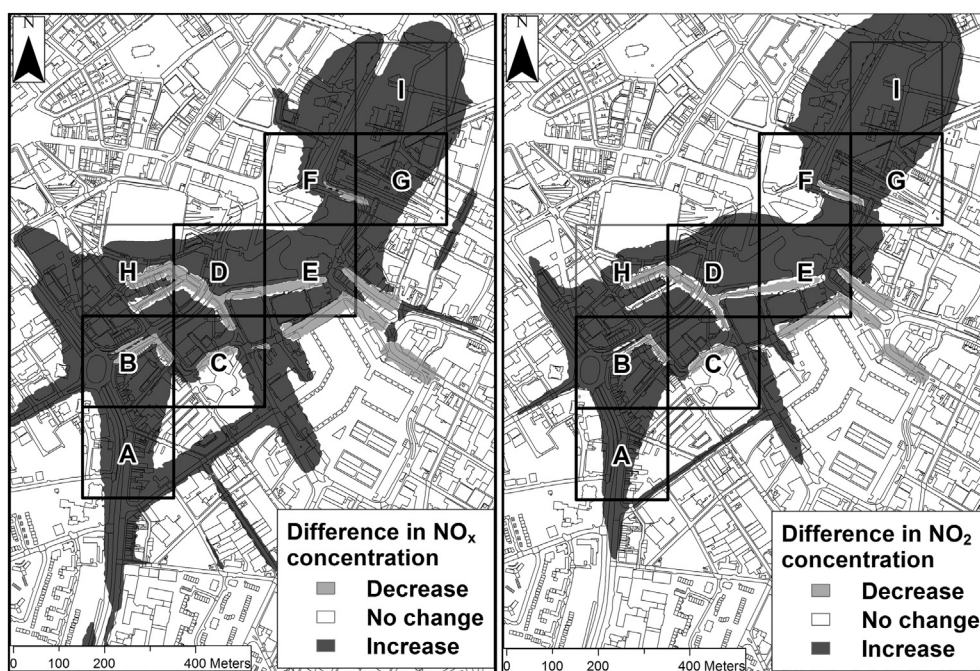 N
I
F
G
H
D
E
B
C
A
Difference in NOx
concentration
Decrease
No change
Increase
0 100 200 400 Meters
N
I
F
G
H
D
E
B
C
A
Difference in NO2
concentration
Decrease
No change
Increase
0 100 200 400 Meters